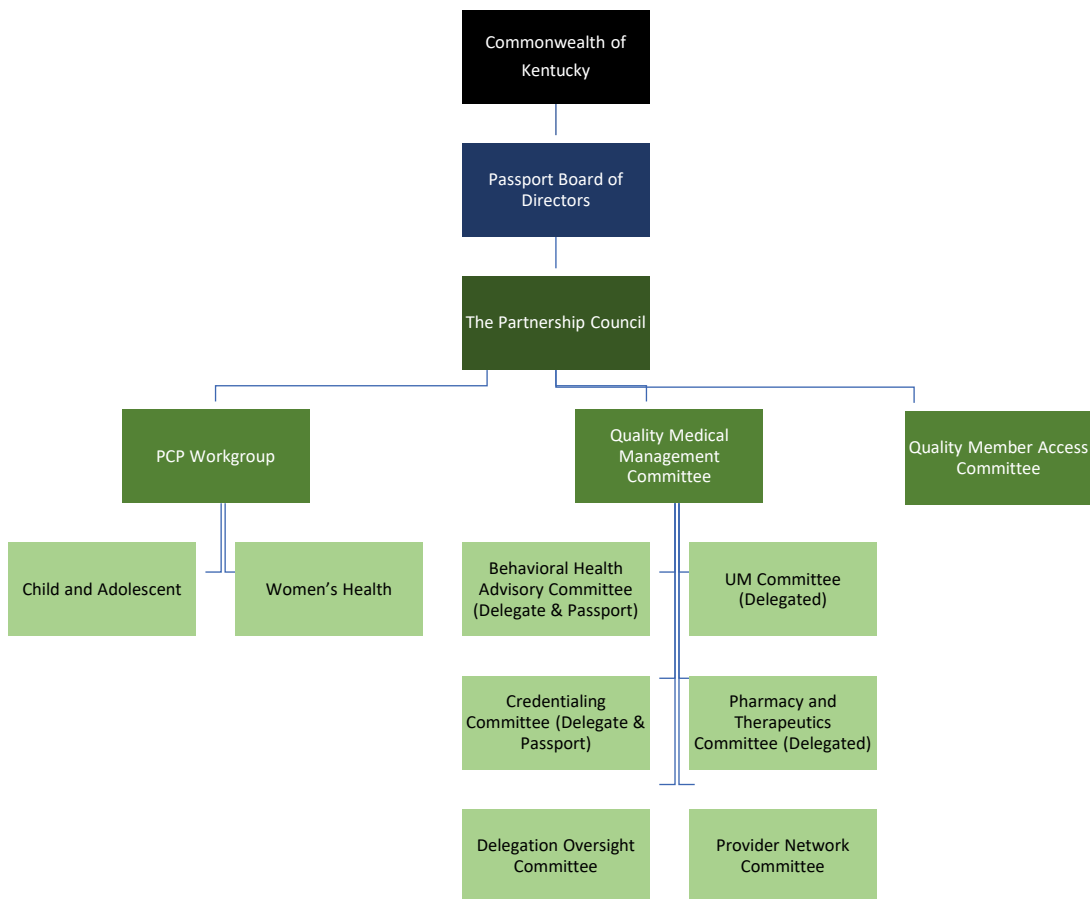 Commonwealth of
Kentucky
Passport Board of
Directors
The Partnership Council
PCP Workgroup
Quality Medical
Management
Committee
Quality Member Access
Committee
Child and Adolescent
Women’s Health
Behavioral Health
Advisory Committee
(Delegate & Passport)
UM Committee
(Delegated)
Credentialing
Committee (Delegate &
Passport)
Pharmacy and
Therapeutics
Committee (Delegated)
Delegation Oversight
Committee
Provider Network
Committee